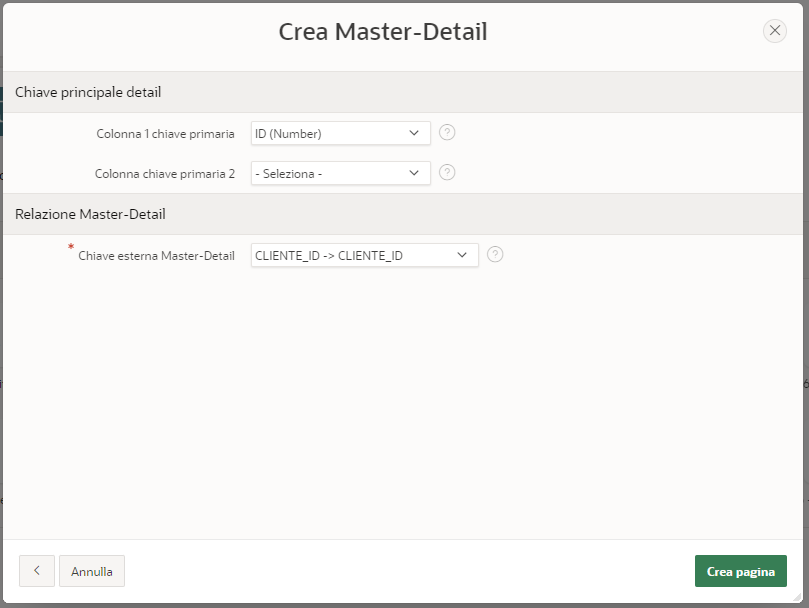 Crea Master-Detail
Chiave principale detail
Colonna 1 chiave primaria ID (Number) ?
Colonna chiave primaria 2 - Seleziona - ?
Relazione Master-Detail
* Chiave esterna Master-Detail CLIENTE_ID -> CLIENTE_ID ?
Annulla Crea pagina